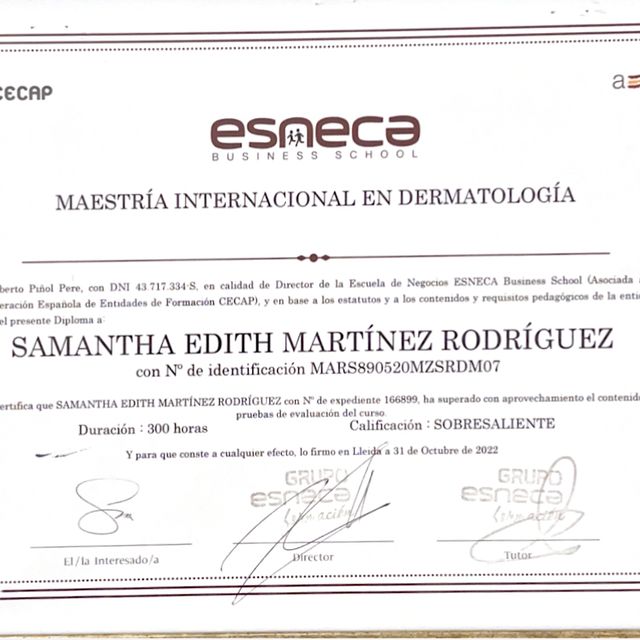 CECAP
esneca
BUSINESS SCHOOL
MAESTRÍA INTERNACIONAL EN DERMATOLOGÍA
berto Piñol Pere, con DNI 43.717.334-S, en calidad de Director de la Escuela de Negocios ESNECA Business School (Asociada a
eración Española de Entidades de Formación CECAP), y en base a los estatutos y a los contenidos y requisitos pedagógicos de la enti
el presente Diploma a:
SAMANTHA EDITH MARTÍNEZ RODRÍGUEZ
con Nº de identificación MARS890520MZSRDM07
ertifica que SAMANTHA EDITH MARTÍNEZ RODRÍGUEZ con Nº de expediente 166899, ha superado con aprovechamiento el contenido
pruebas de evaluación del curso.
Duración : 300 horas Calificación : SOBRESALIENTE
Y para que conste a cualquier efecto, lo firmo en Lleida a 31 de Octubre de 2022
GRUPO GRUPO
esneca esneca
formación formación
El/la Interesado/a Director Tutor